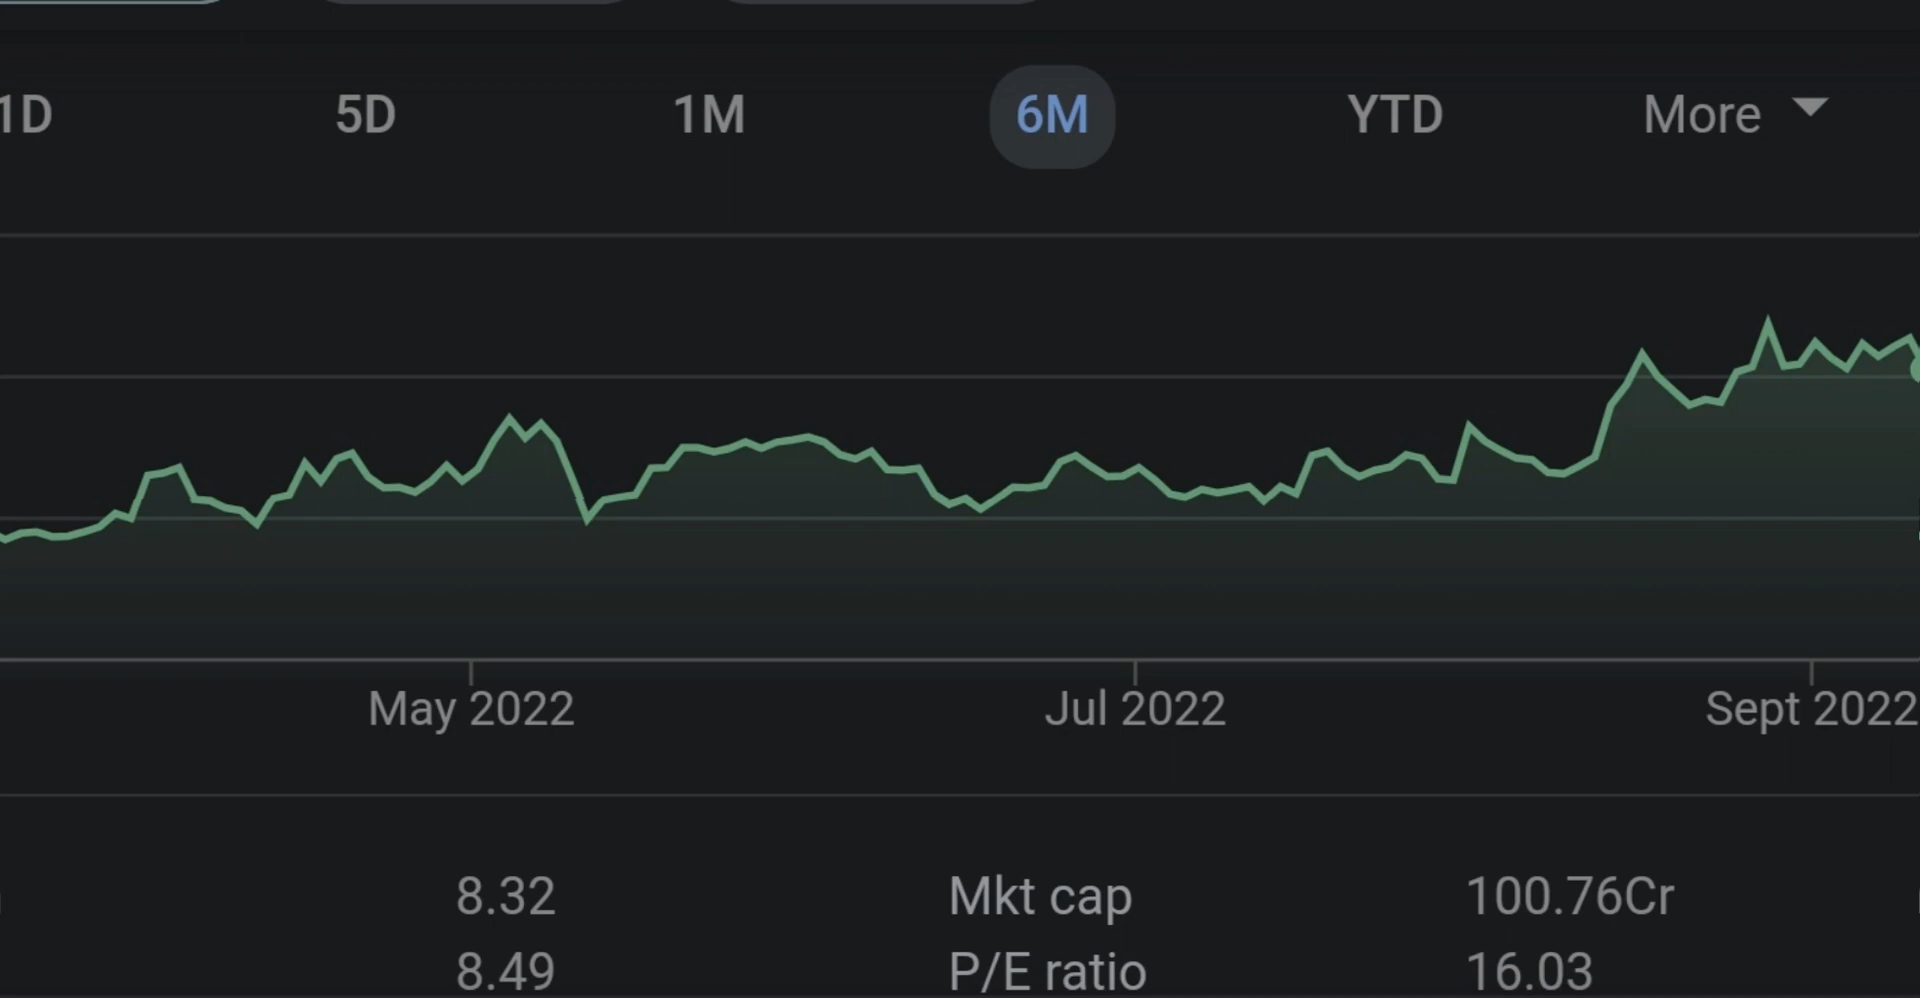 1D 5D 1M 6M YTD More
May 2022 Jul 2022 Sept 2022
8.32 Mkt cap 100.76Cr
8.49 P/E ratio 16.03